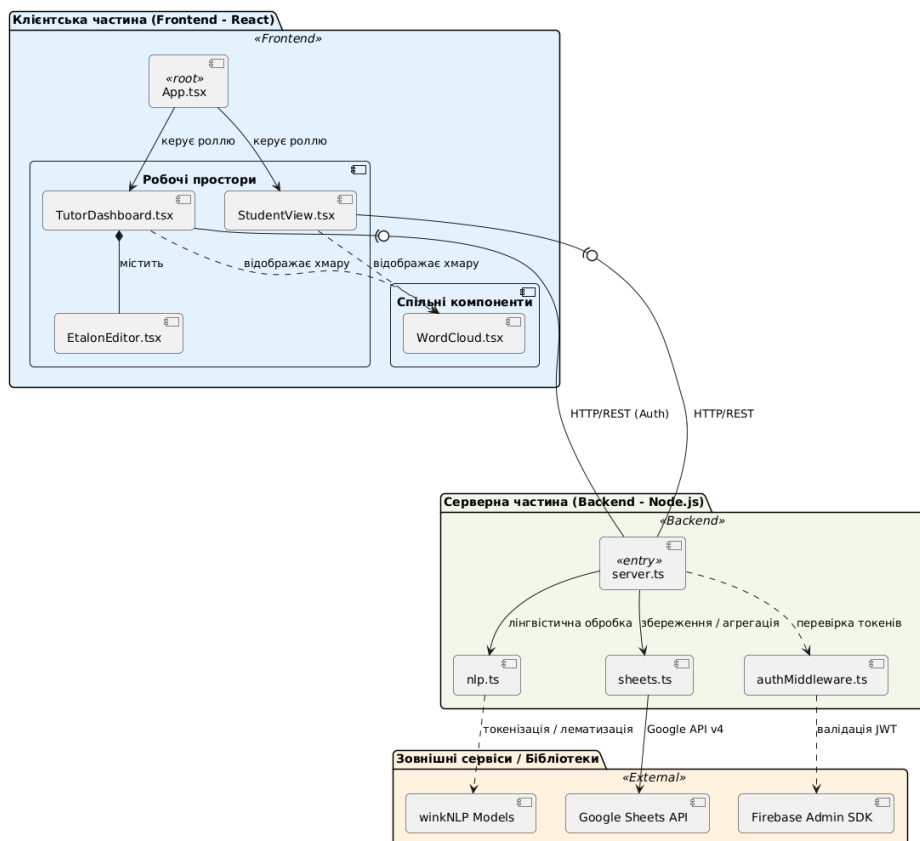 Клієнтська частина (Frontend - React)
«Frontend»
«root»
App.tsx
керує роллю
керує роллю
Робочі простори
TutorDashboard.tsx
StudentView.tsx
містить
відображає хмару
відображає хмару
Спільні компоненти
EtalonEditor.tsx
WordCloud.tsx
HTTP/REST (Auth)
HTTP/REST
Серверна частина (Backend - Node.js)
«Backend»
«entry»
server.ts
лінгвістична обробка
збереження / агрегація
перевірка токенів
nlp.ts
sheets.ts
authMiddleware.ts
токенізація / лематизація
Google API v4
валідація JWT
Зовнішні сервіси / Бібліотеки
«External»
winkNLP Models
Google Sheets API
Firebase Admin SDK